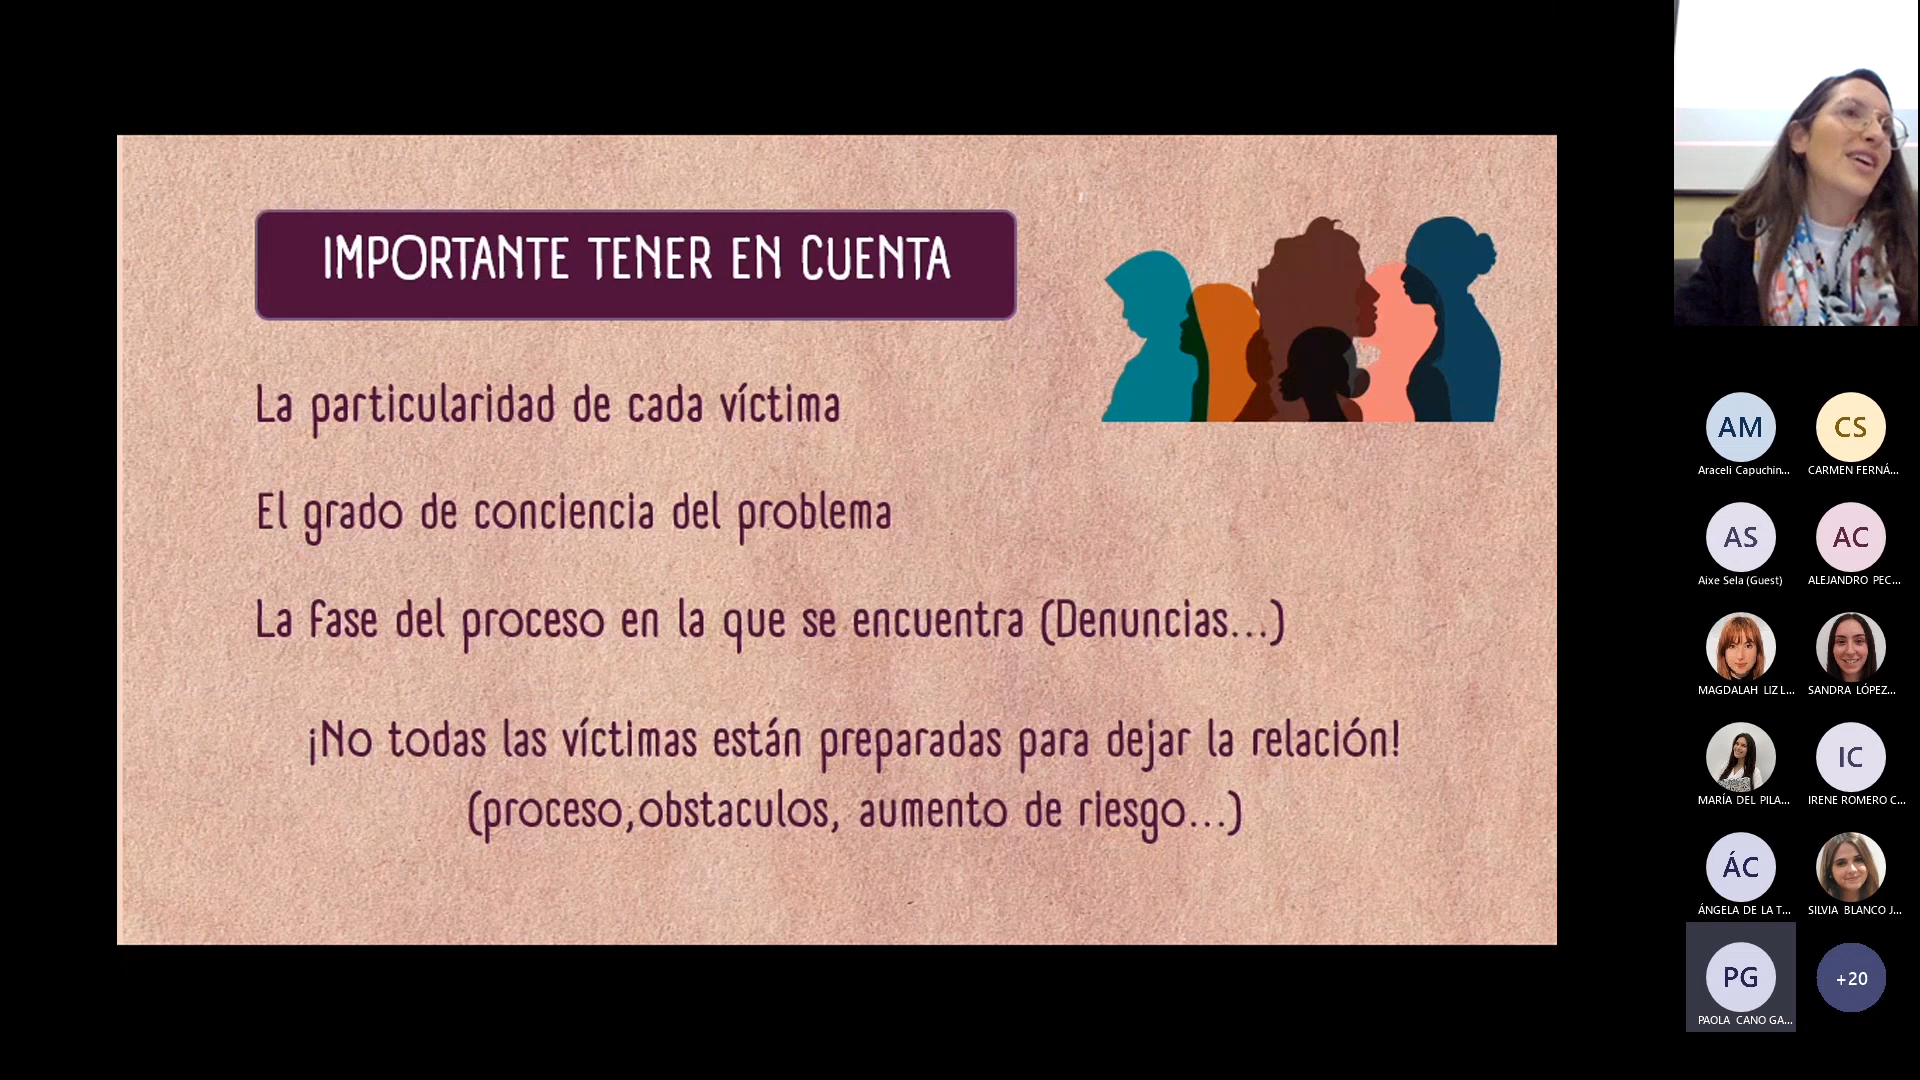 IMPORTANTE TENER EN CUENTA
La particularidad de cada víctima
El grado de conciencia del problema
La fase del proceso en la que se encuentra (Denuncias...)
¡No todas las víctimas están preparadas para dejar la relación!
(proceso,obstaculos, aumento de riesgo...)
AM
Araceli Capuchin...
CS
CARMEN FERNÁ...
AS
Aixe Sela (Guest)
AC
ALEJANDRO PEC...
MAGDALAH LIZ L...
SANDRA LÓPEZ...
MARÍA DEL PILA...
IC
IRENE ROMERO C...
ÁC
ÁNGELA DE LA T...
SILVIA BLANCO J...
PG
PAOLA CANO GA...
+20